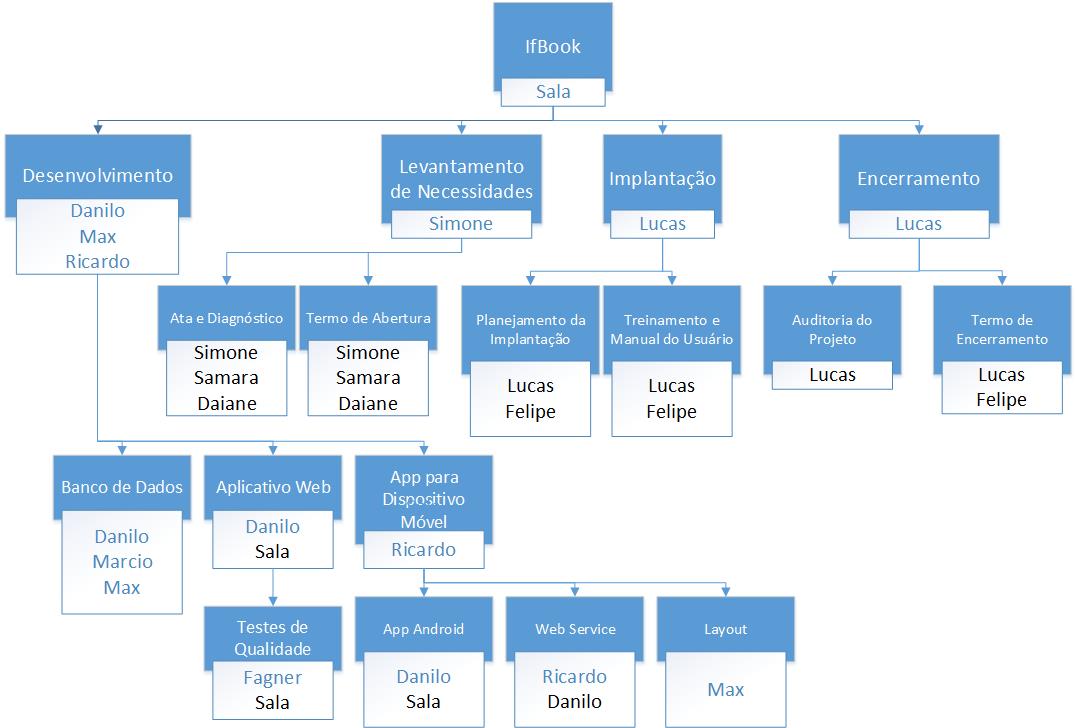 IfBook
Sala
Desenvolvimento
Danilo
Max
Ricardo
Levantamento
de Necessidades
Simone
Implantação
Lucas
Encerramento
Lucas
Ata e Diagnóstico
Simone
Samara
Daiane
Termo de Abertura
Simone
Samara
Daiane
Planejamento da
Implantação
Lucas
Felipe
Treinamento e
Manual do Usuário
Lucas
Felipe
Auditoria do
Projeto
Lucas
Termo de
Encerramento
Lucas
Felipe
Banco de Dados
Danilo
Marcio
Max
Aplicativo Web
Danilo
Sala
App para
Dispositivo
Móvel
Ricardo
Testes de
Qualidade
Fagner
Sala
App Android
Danilo
Sala
Web Service
Ricardo
Danilo
Layout
Max